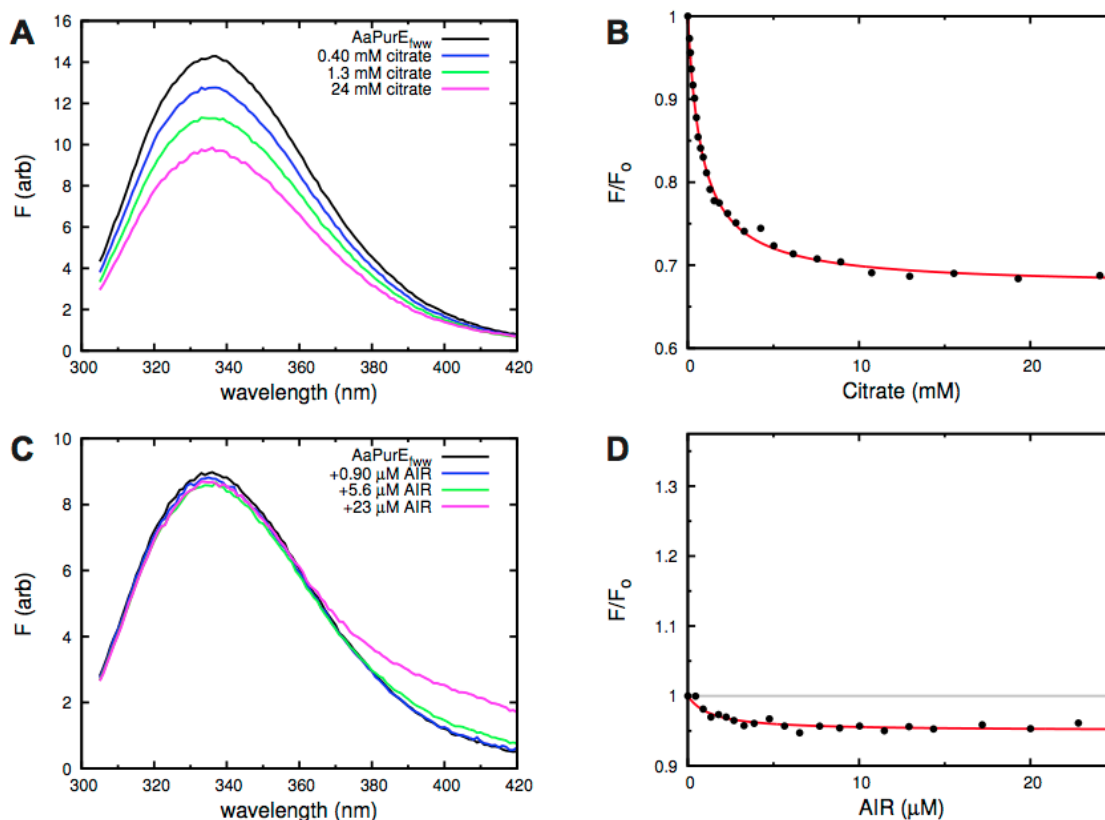 A
AaPurEfww
0.40 mM citrate
1.3 mM citrate
24 mM citrate
F (arb)
14
12
10
8
6
4
2
0
300 320 340 360 380 400 420
wavelength (nm)
B
F/Fo
1
0.9
0.8
0.7
0.6
0 10 20
Citrate (mM)
C
AaPurEfww
+0.90 μM AIR
+5.6 μM AIR
+23 μM AIR
F (arb)
10
8
6
4
2
0
300 320 340 360 380 400 420
wavelength (nm)
D
F/Fo
1.3
1.2
1.1
1
0.9
0 10 20
AIR (μM)